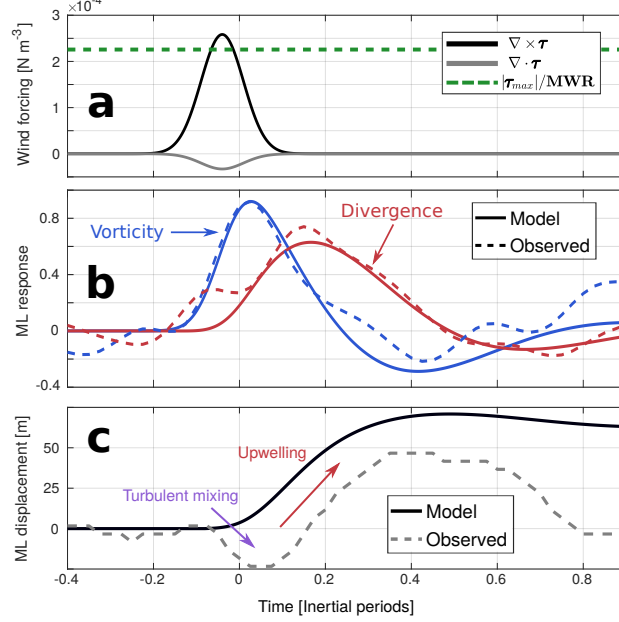 ×10⁻⁴
Wind forcing [N m⁻³]
4
2
0
a
∇ × τ
∇ · τ
|τmax|/MWR
ML response
0.8
0.4
0
-0.4
b
Vorticity
Divergence
Model
Observed
ML displacement [m]
50
25
0
c
Turbulent mixing
Upwelling
Model
Observed
-0.4
-0.2
0
0.2
0.4
0.6
0.8
Time [Inertial periods]